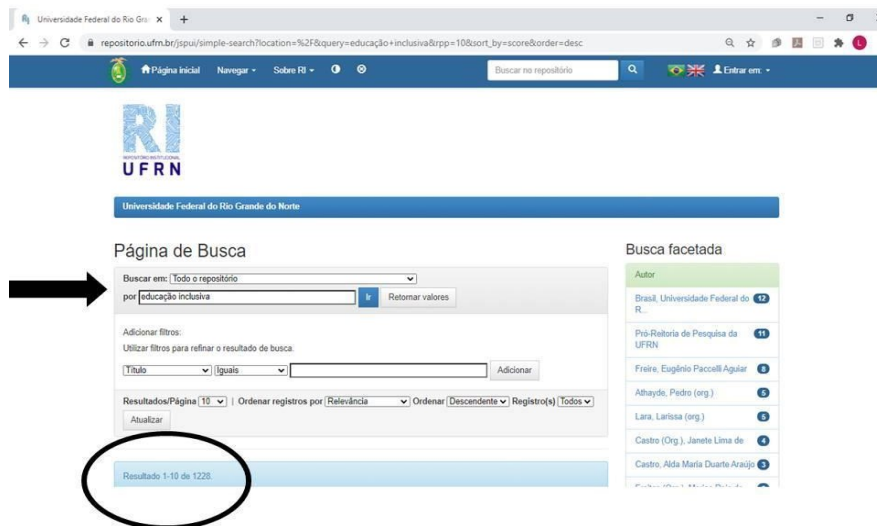 Universidade Federal do Rio Gra
repositorio.ufrn.br/jspui/simple-search?location=%2F&query=educação+inclusiva&rpp=10&sort_by=score&order=desc
Página inicial Navegar Sobre RI Buscar no repositório Entrar em:
RI
REPOSITÓRIO INSTITUCIONAL
UFRN
Universidade Federal do Rio Grande do Norte
Página de Busca
Buscar em: Todo o repositório
por educação inclusiva Ir Retornar valores
Adicionar filtros:
Utilizar filtros para refinar o resultado de busca.
Título Iguais Adicionar
Resultados/Página 10 | Ordenar registros por Relevância Ordenar Descendente Registro(s) Todos
Atualizar
Resultado 1-10 de 1228.
Busca facetada
Autor
Brasil, Universidade Federal do 12
R...
Pró-Reitoria de Pesquisa da 11
UFRN
Freire, Eugênio Paccelli Aguiar 8
Athayde, Pedro (org.) 5
Lara, Larissa (org.) 5
Castro (Org.), Janete Lima de 4
Castro, Alda Maria Duarte Araújo 3